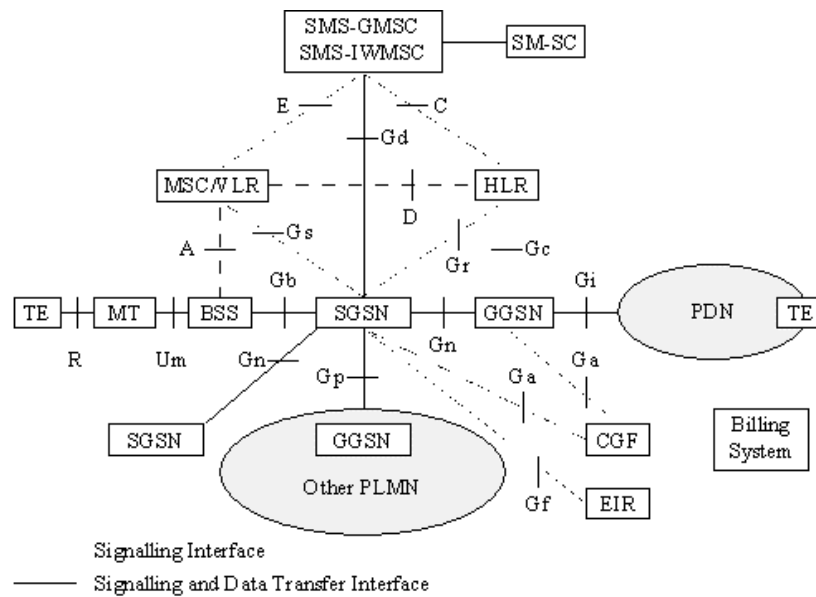 SMS-GMSC
SMS-IWMSC
SM-SC
E
C
Gd
MSC/VLR
HLR
D
A
Gs
Gr
Gc
Gb
Gi
TE
MT
BSS
SGSN
GGSN
PDN
TE
R
Um
Gn
Gn
Ga
Gp
Ga
SGSN
GGSN
CGF
Billing
System
Other PLMN
Gf
EIR
Signalling Interface
Signalling and Data Transfer Interface